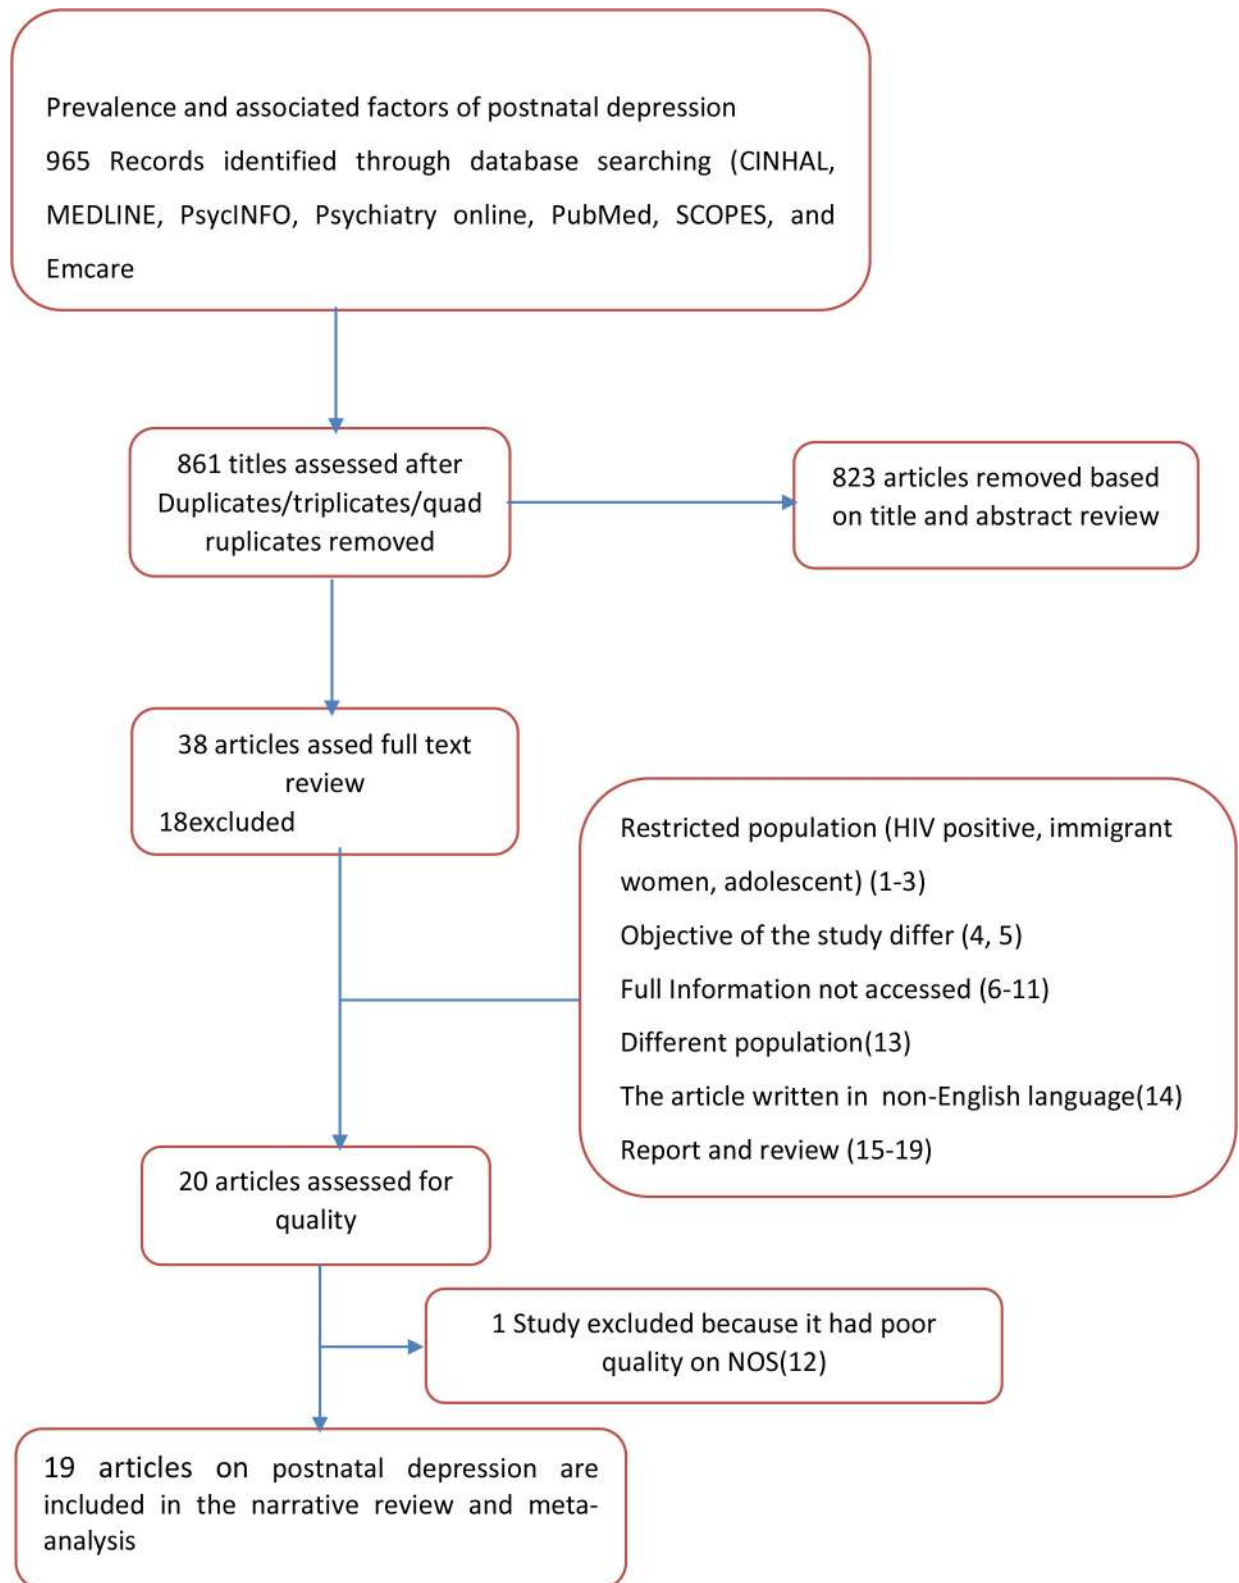 Prevalence and associated factors of postnatal depression
965 Records identified through database searching (CINHAL,
MEDLINE, PsycINFO, Psychiatry online, PubMed, SCOPES, and
Emcare
861 titles assessed after
Duplicates/triplicates/quad
ruplicates removed
823 articles removed based
on title and abstract review
38 articles assed full text
review
18excluded
Restricted population (HIV positive, immigrant
women, adolescent) (1-3)
Objective of the study differ (4, 5)
Full Information not accessed (6-11)
Different population(13)
The article written in non-English language(14)
Report and review (15-19)
20 articles assessed for
quality
1 Study excluded because it had poor
quality on NOS(12)
19 articles on postnatal depression are
included in the narrative review and meta-
analysis